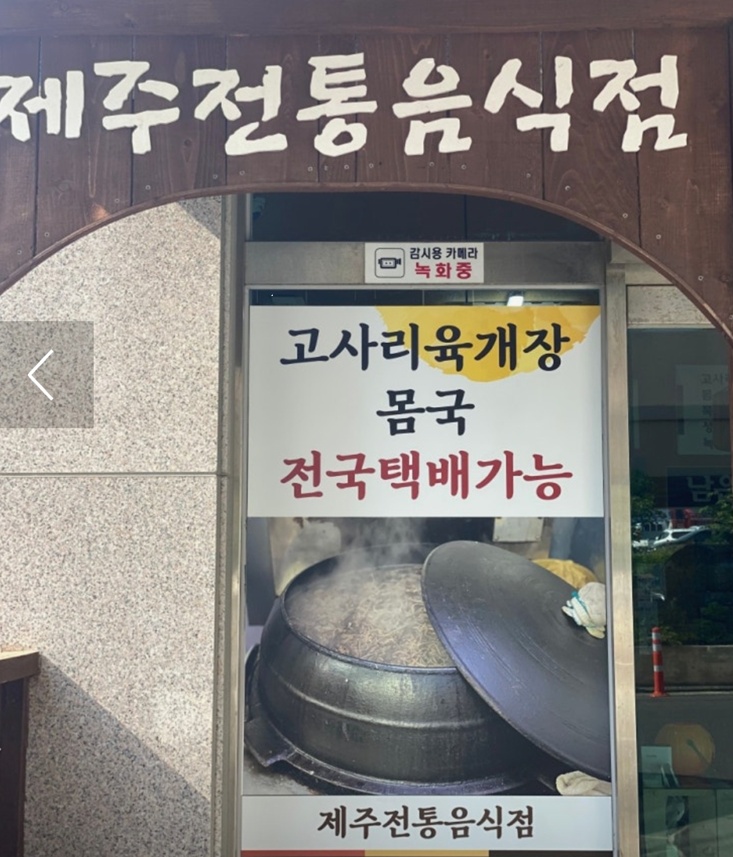 제주전통음식점
감시용 카메라
녹화중
고사리육개장
몸국
전국택배가능
제주전통음식점